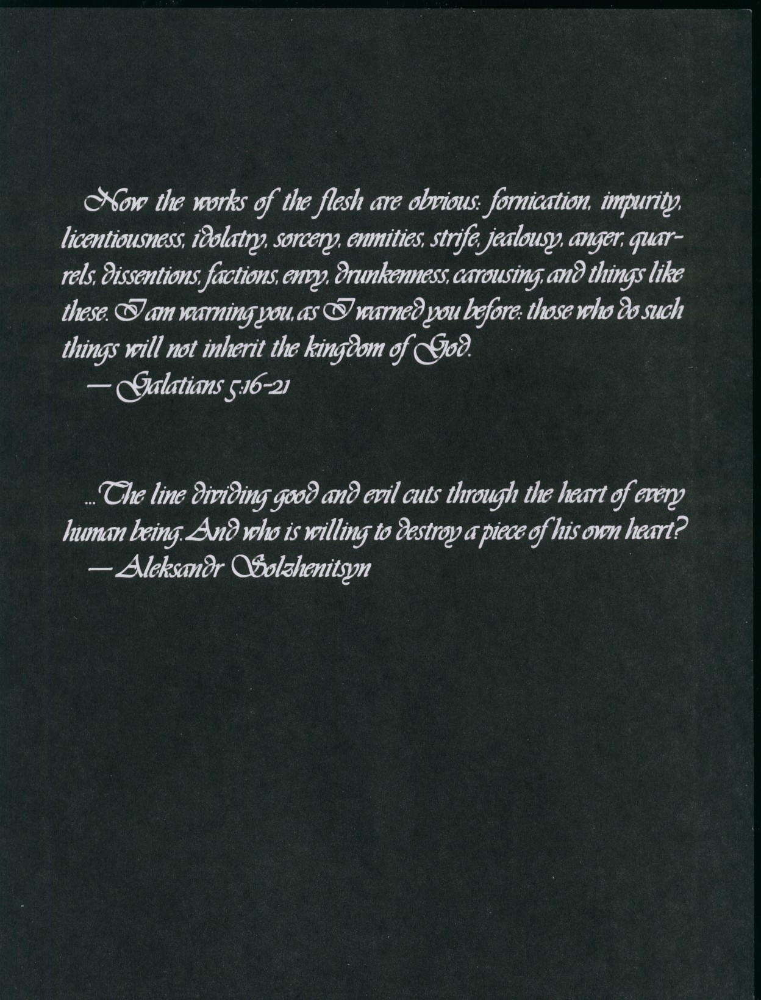 Now the works of the flesh are obvious: fornication, impurity,
licentiousness, idolatry, sorcery, enmities, strife, jealousy, anger, quar-
rels, dissentions, factions, envy, drunkenness, carousing, and things like
these. I am warning you, as I warned you before: those who do such
things will not inherit the kingdom of God.
— Galatians 5:16-21
...The line dividing good and evil cuts through the heart of every
human being. And who is willing to destroy a piece of his own heart?
— Aleksandr Solzhenitsyn